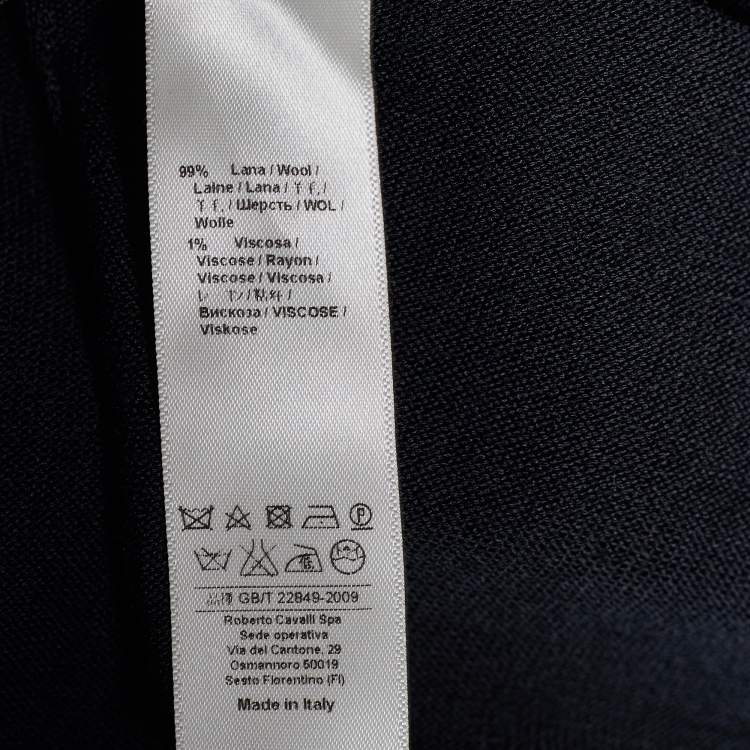 99% Lana / Wool /
Laine / Lana /
/ Шерсть / WOL /
Wolle
1% Viscosa /
Viscose / Rayon /
Viscose / Viscosa /
Вискоза / VISCOSE /
Viskose
P
GB/T 22849-2009
Roberto Cavalli Spa
Sede operativa
Via del Cantone, 29
Osmannoro 50019
Sesto Fiorentino (FI)
Made in Italy